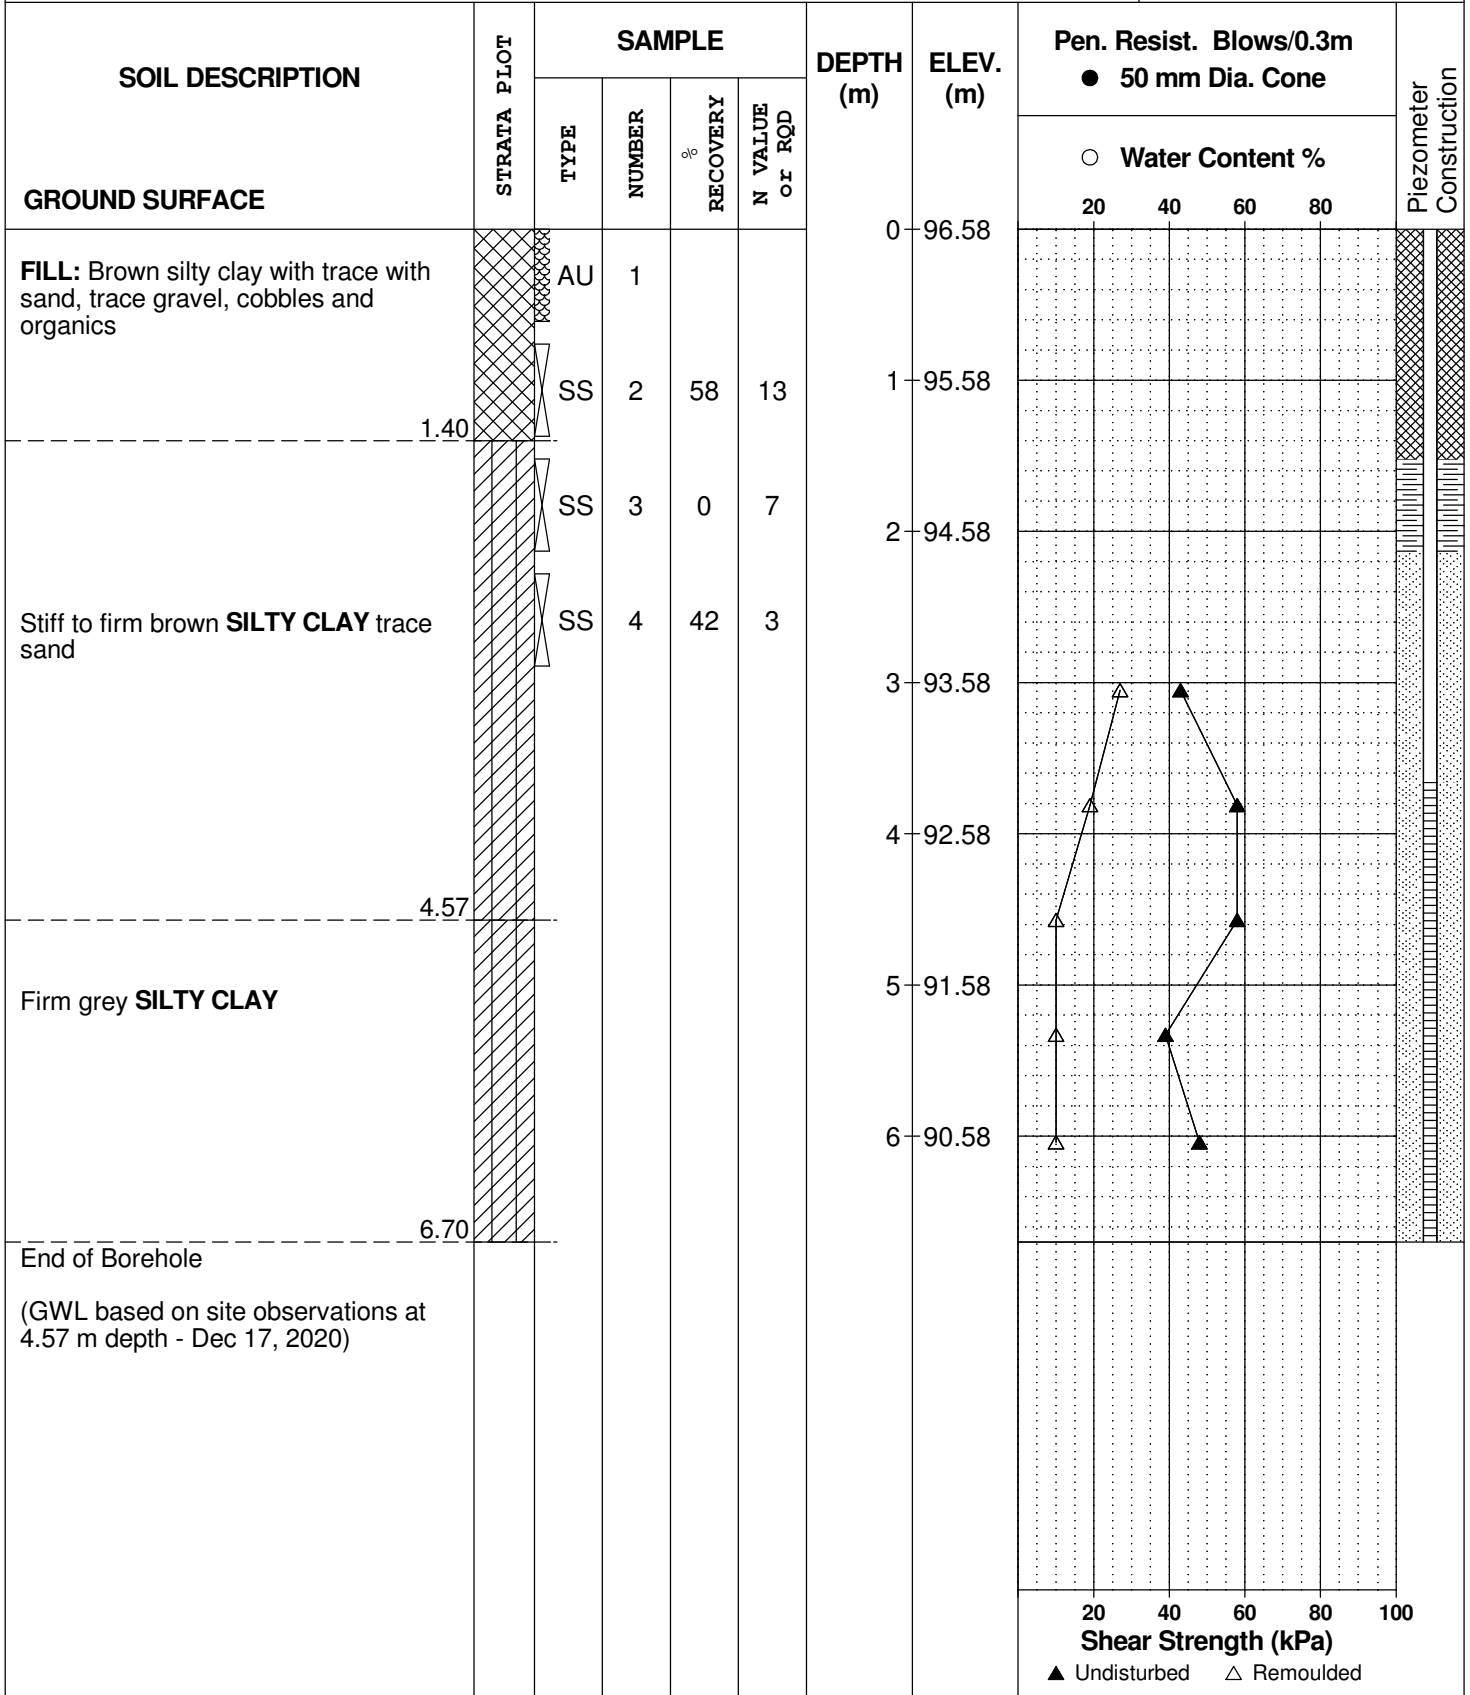 SOIL DESCRIPTION
GROUND SURFACE
STRATA PLOT
SAMPLE
TYPE
NUMBER
%
RECOVERY
N VALUE
or RQD
DEPTH
(m)
ELEV.
(m)
Pen. Resist. Blows/0.3m
● 50 mm Dia. Cone
○ Water Content %
20 40 60 80
Piezometer
Construction
0 96.58
FILL: Brown silty clay with trace with
sand, trace gravel, cobbles and
organics
AU 1
1 95.58
SS 2 58 13
1.40
SS 3 0 7
2 94.58
Stiff to firm brown SILTY CLAY trace
sand
SS 4 42 3
3 93.58
4 92.58
4.57
5 91.58
Firm grey SILTY CLAY
6 90.58
6.70
End of Borehole
(GWL based on site observations at
4.57 m depth - Dec 17, 2020)
20 40 60 80 100
Shear Strength (kPa)
▲ Undisturbed △ Remoulded